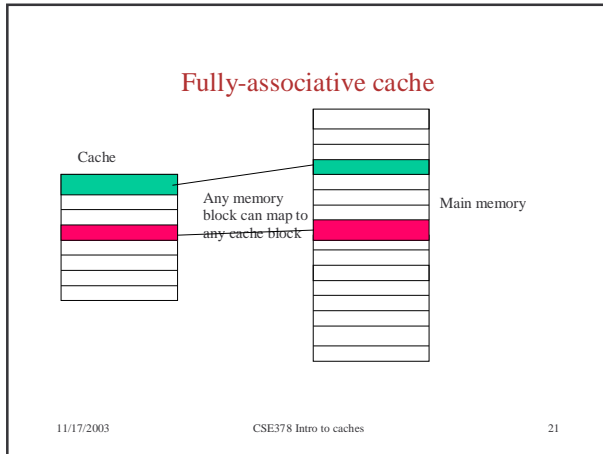 Fully-associative cache
Cache
Any memory
block can map to
any cache block
Main memory
11/17/2003
CSE378 Intro to caches
21